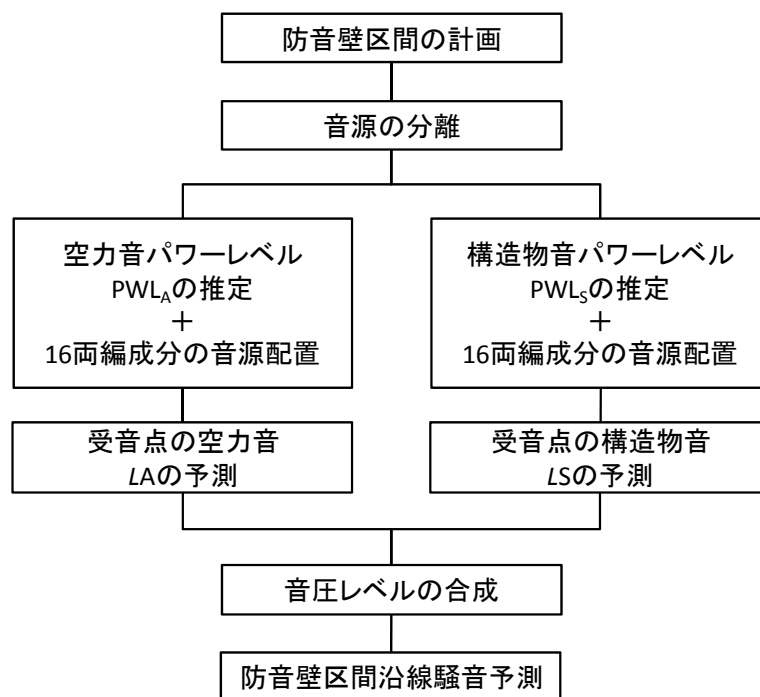 防音壁区間の計画
音源の分離
空力音パワーレベル
PWLAの推定
＋
16両編成分の音源配置
構造物音パワーレベル
PWLSの推定
＋
16両編成分の音源配置
受音点の空力音
LAの予測
受音点の構造物音
LSの予測
音圧レベルの合成
防音壁区間沿線騒音予測